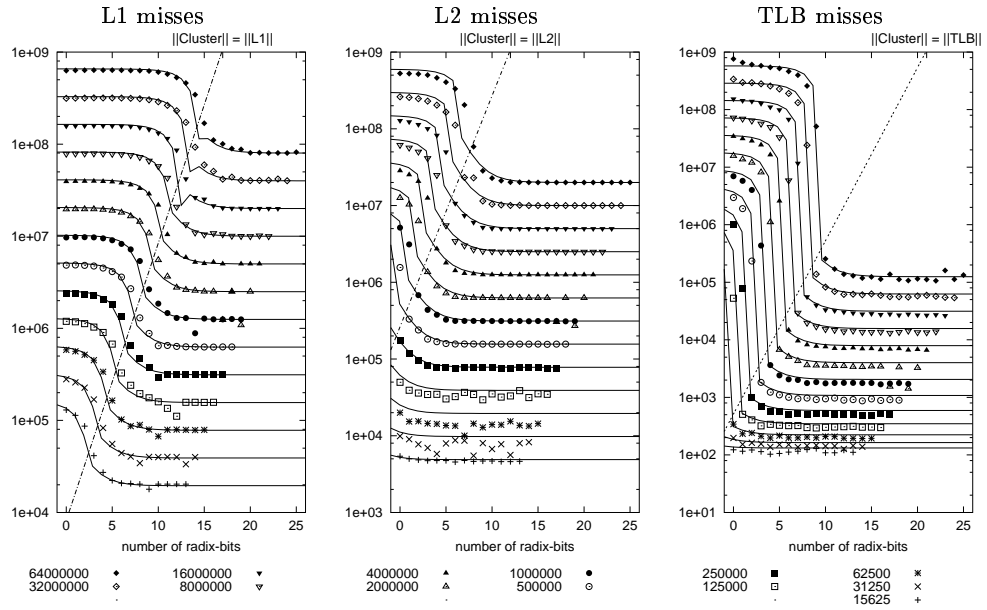 L1 misses
||Cluster|| = ||L1||
1e+09
1e+08
1e+07
1e+06
1e+05
1e+04
0 5 10 15 20 25
number of radix-bits
L2 misses
||Cluster|| = ||L2||
1e+09
1e+08
1e+07
1e+06
1e+05
1e+04
1e+03
0 5 10 15 20 25
number of radix-bits
TLB misses
||Cluster|| = ||TLB||
1e+09
1e+08
1e+07
1e+06
1e+05
1e+04
1e+03
1e+02
1e+01
0 5 10 15 20 25
number of radix-bits
64000000 16000000
32000000 8000000
4000000 1000000
2000000 500000
250000 62500
125000 31250
15625